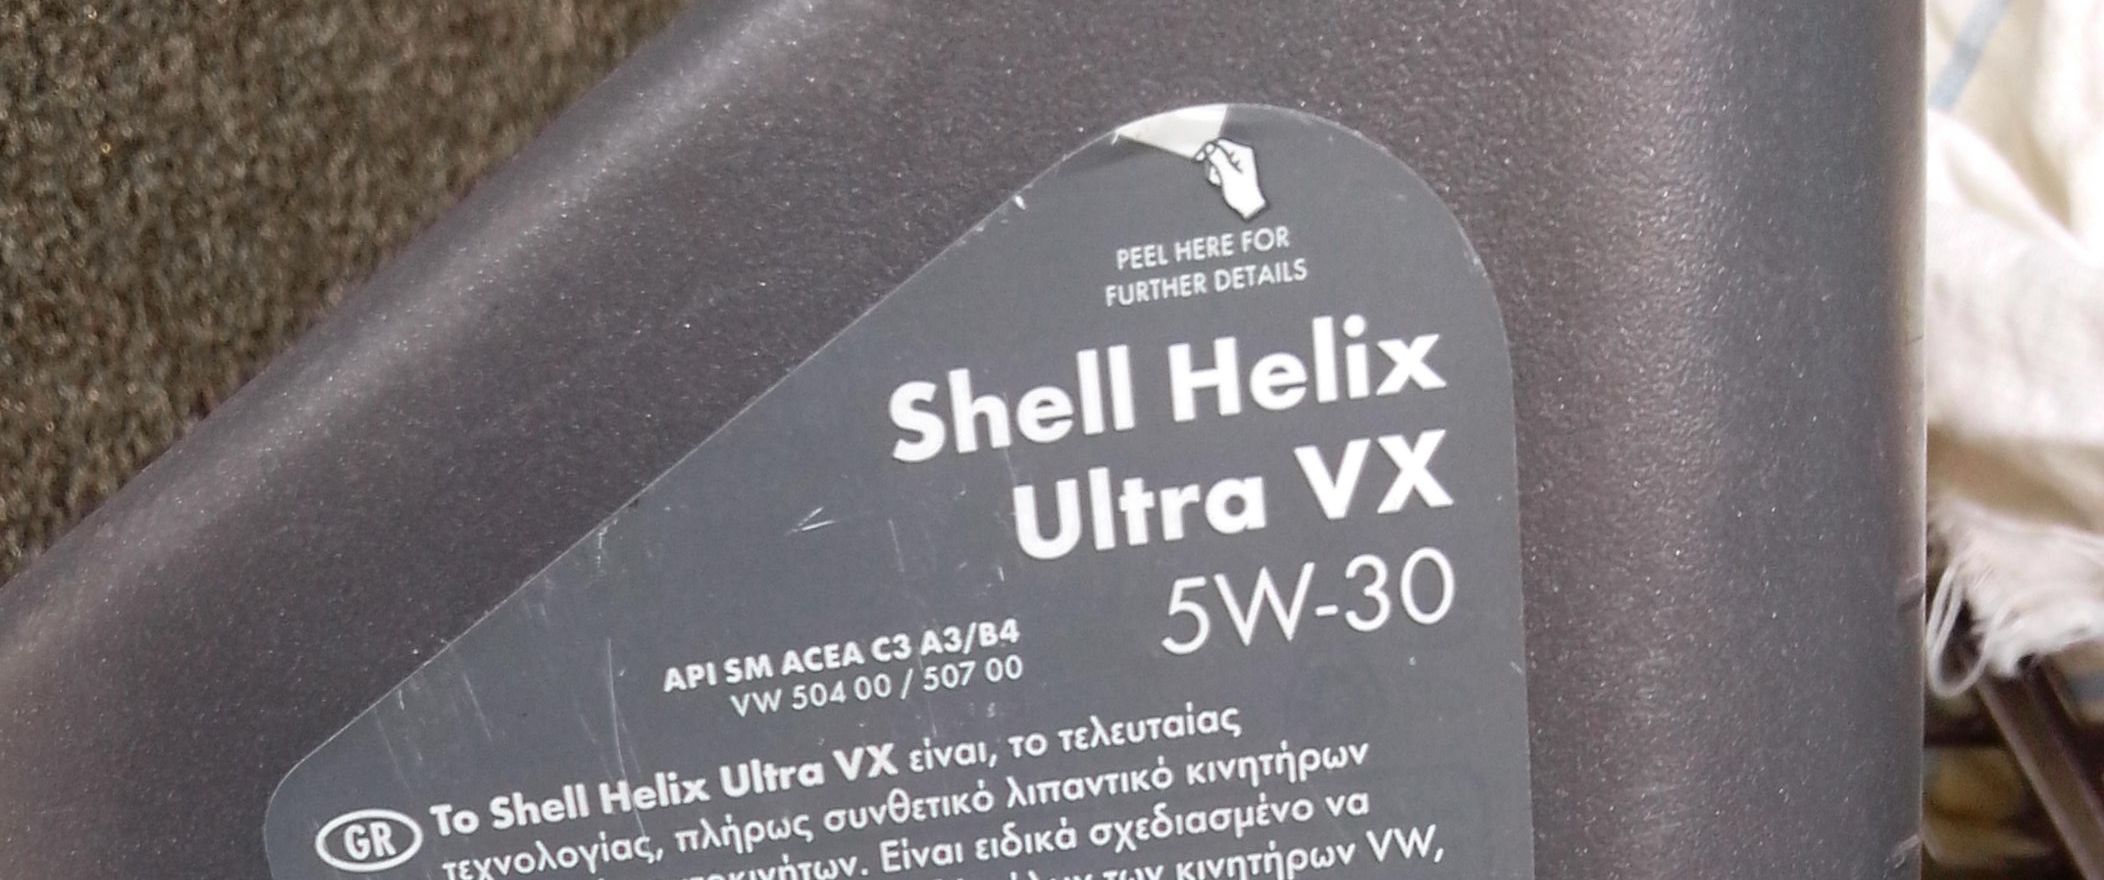 PEEL HERE FOR
FURTHER DETAILS
Shell Helix
Ultra VX
5W-30
API SM ACEA C3 A3/B4
VW 504 00 / 507 00
GR Το Shell Helix Ultra VX είναι, το τελευταίας
τεχνολογίας, πλήρως συνθετικό λιπαντικό κινητήρων
Είναι ειδικά σχεδιασμένο να
των κινητήρων VW,